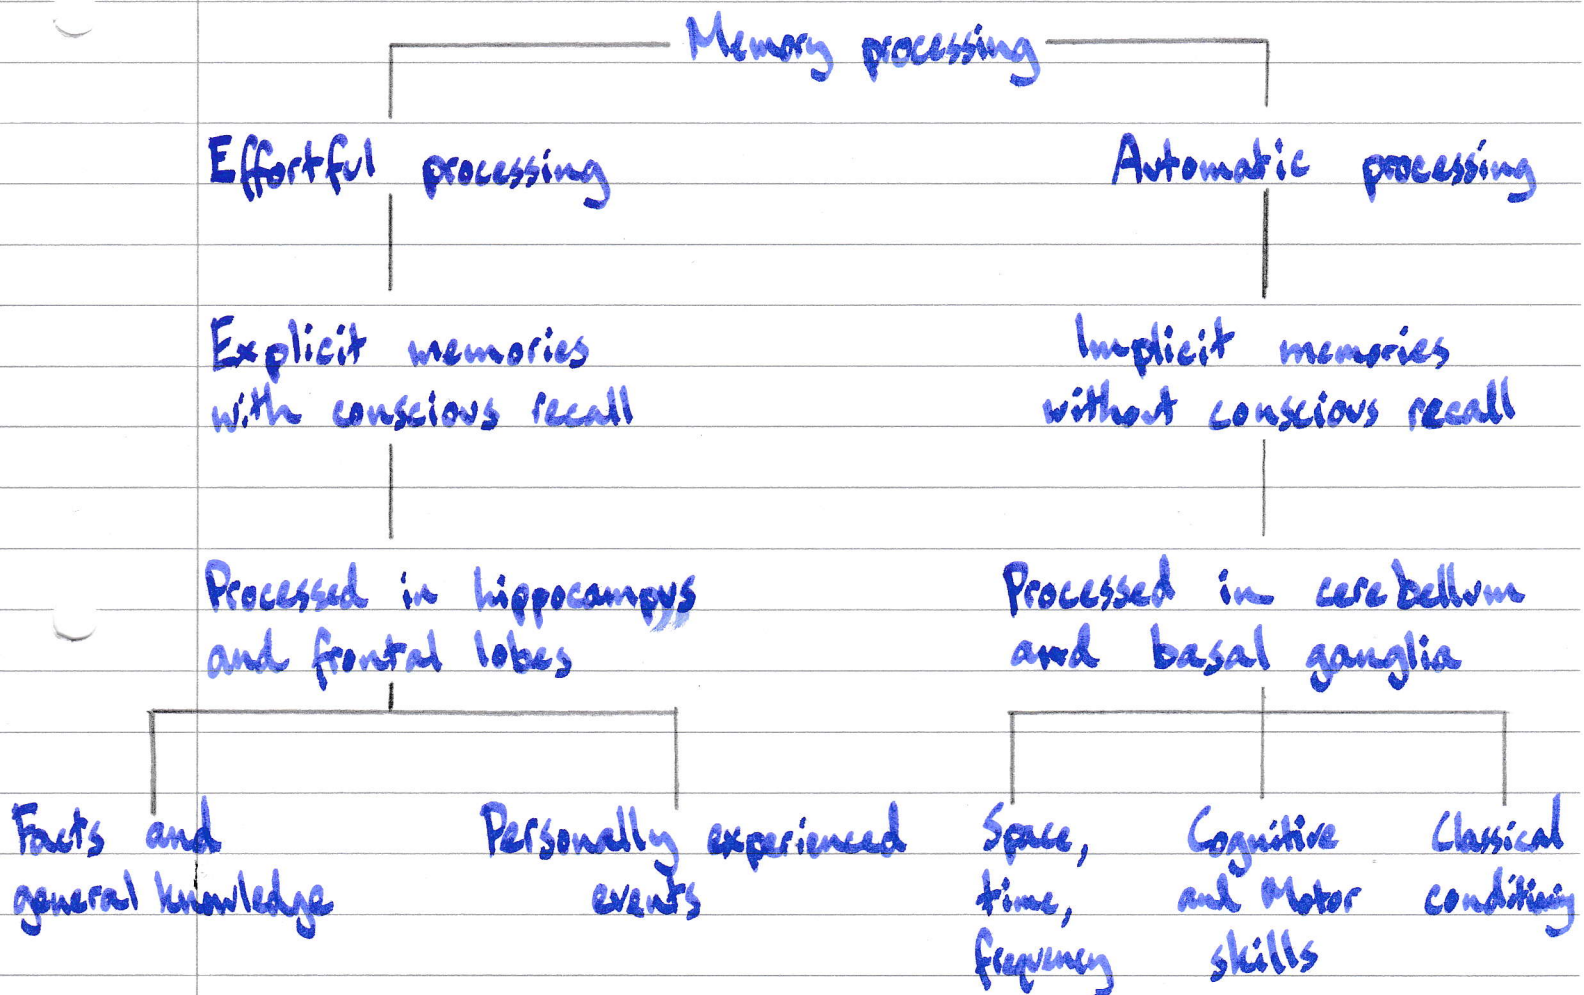 Memory processing
Effortful processing
Automatic processing
Explicit memories
with conscious recall
Implicit memories
without conscious recall
Processed in hippocampus
and frontal lobes
Processed in cerebellum
and basal ganglia
Facts and
general knowledge
Personally experienced
events
Space,
time,
frequency
Cognitive
and Motor
skills
Classical